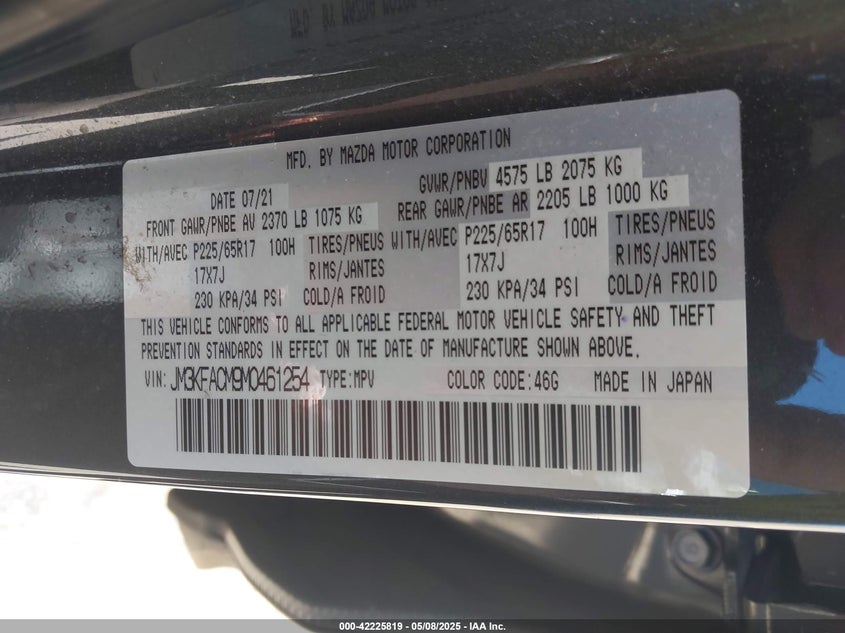 MFD. BY MAZDA MOTOR CORPORATION
DATE 07/21 GVWR/PNBV 4575 LB 2075 KG
FRONT GAWR/PNBE AV 2370 LB 1075 KG REAR GAWR/PNBE AR 2205 LB 1000 KG
WITH/AVEC P225/65R17 100H TIRES/PNEUS WITH/AVEC P225/65R17 100H TIRES/PNEUS
17X7J RIMS/JANTES 17X7J RIMS/JANTES
230 KPA/34 PSI COLD/A FROID 230 KPA/34 PSI COLD/A FROID
THIS VEHICLE CONFORMS TO ALL APPLICABLE FEDERAL MOTOR VEHICLE SAFETY AND THEFT
PREVENTION STANDARDS IN EFFECT ON THE DATE OF MANUFACTURE SHOWN ABOVE.
VIN: JM3KFACM9M0461254 TYPE:MPV COLOR CODE:46G MADE IN JAPAN
000-42225819 - 05/08/2025 - IAA Inc.